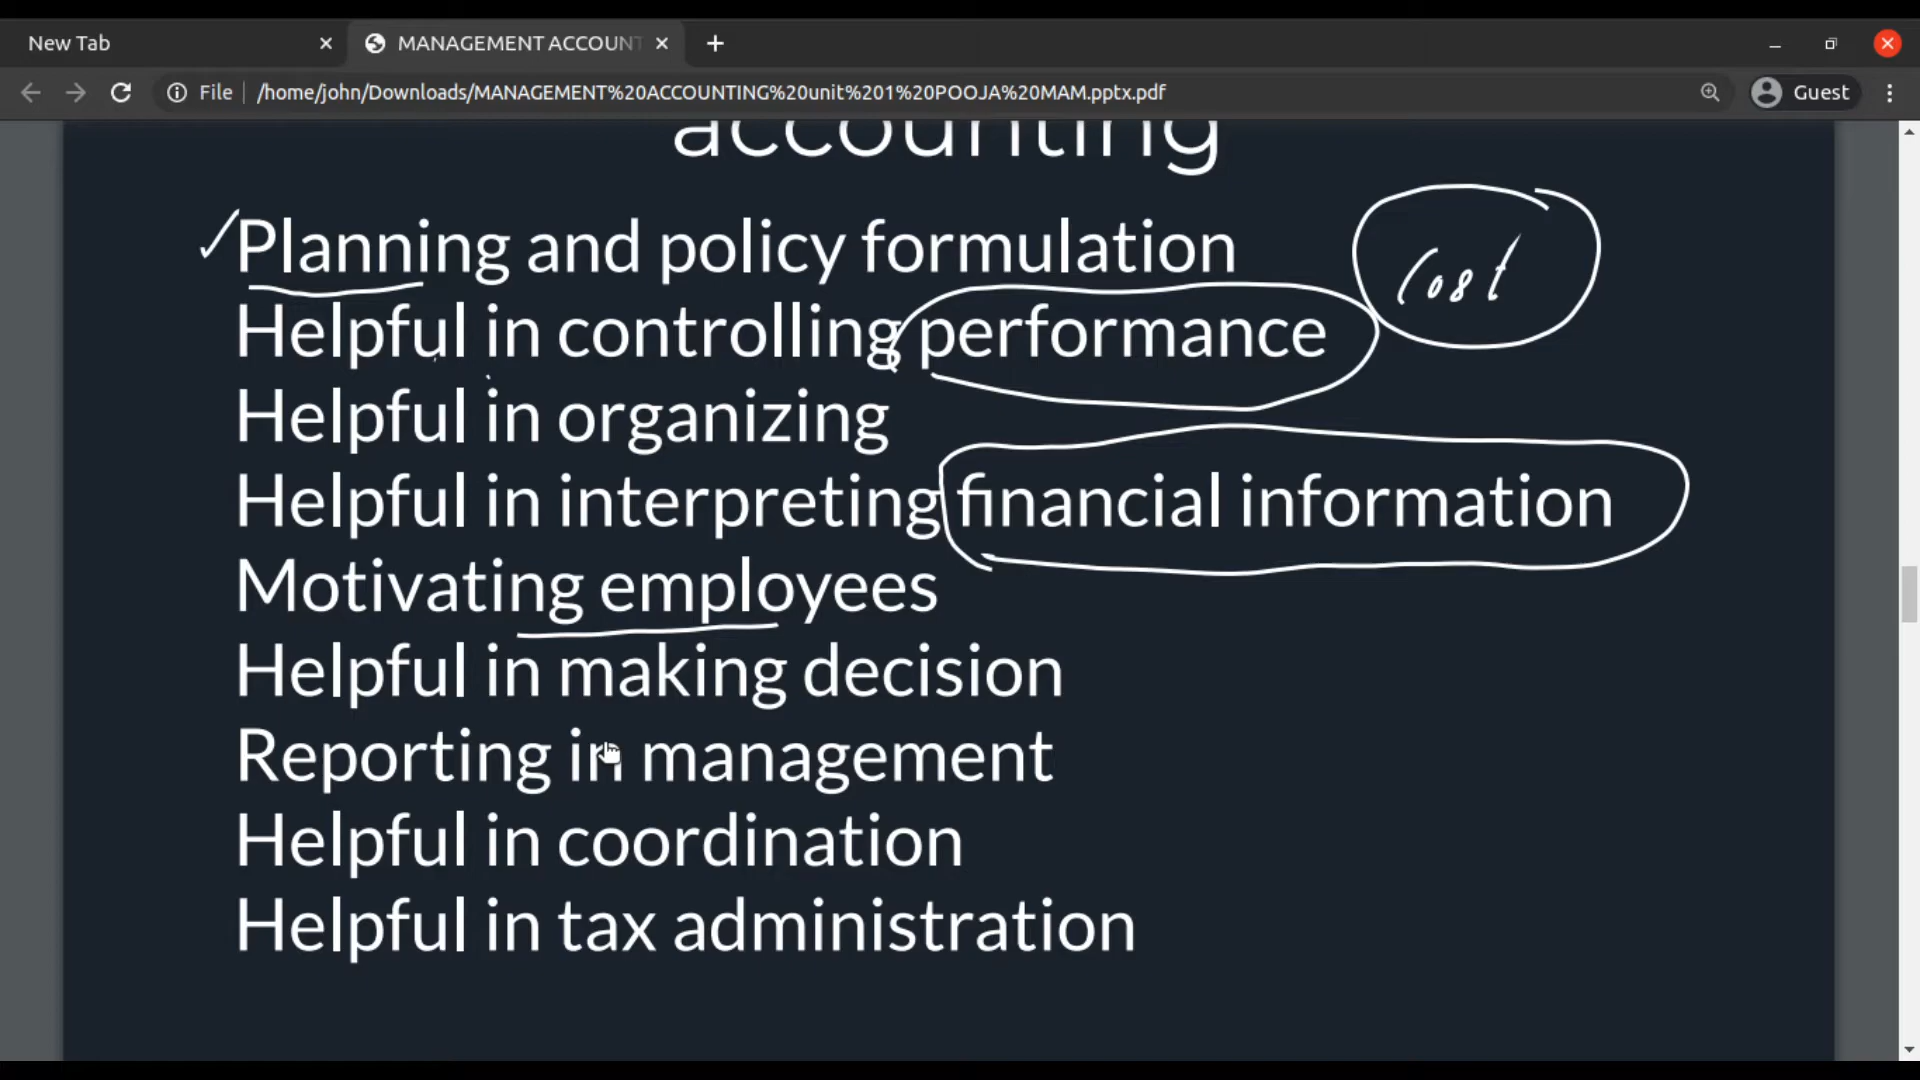 New Tab
MANAGEMENT ACCOUNT
File
/home/john/Downloads/MANAGEMENT%20ACCOUNTING%20unit%201%20POOJA%20MAM.pptx.pdf
Guest
accounting
Planning and policy formulation
cost
Helpful in controlling performance
Helpful in organizing
Helpful in interpreting financial information
Motivating employees
Helpful in making decision
Reporting in management
Helpful in coordination
Helpful in tax administration